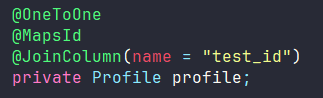 @OneToOne
@MapsId
@JoinColumn(name = "test_id")
private Profile profile;